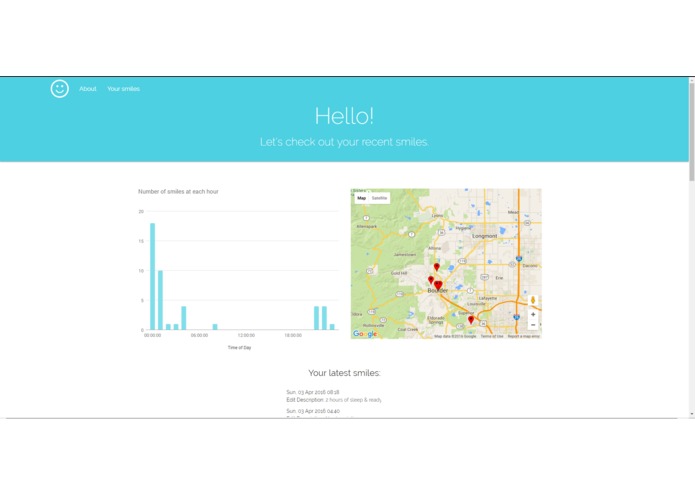 About Your smiles
Hello!
Let's check out your recent smiles.
Number of smiles at each hour
20
15
10
5
0
00:00:00 06:00:00 12:00:00 18:00:00
Time of Day
Map Satellite
Lyons
Mead
Hygiene
Longmont
Jamestown
Altona
Gold Hill
Dacono
Erie
Boulder
Lafayette
Louisville
Eldorado
Springs
Superior
Rollinsville
Coal Creek
Google
Map data ©2016 Google Terms of Use Report a map error
Your latest smiles:
Sun, 03 Apr 2016 08:18
Edit Description: 2 hours of sleep & ready
Sun, 03 Apr 2016 04:40